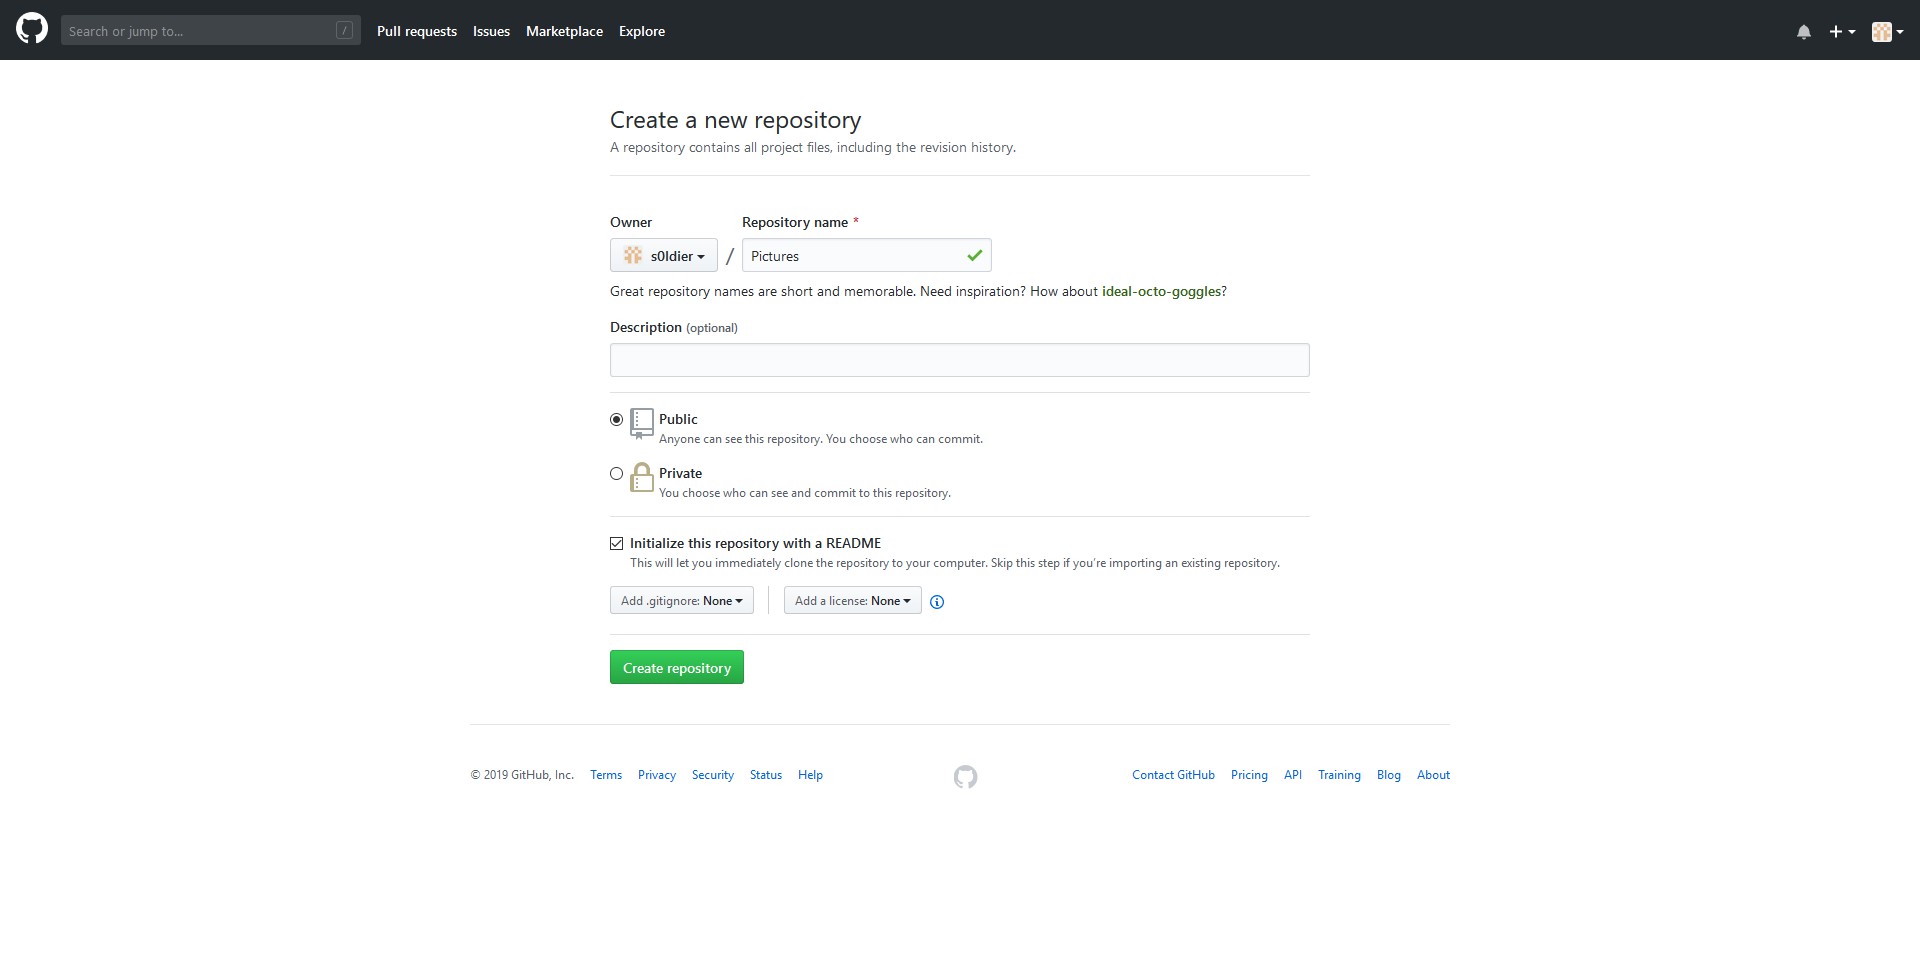 Search or jump to... /
Pull requests Issues Marketplace Explore
Create a new repository
A repository contains all project files, including the revision history.
Owner Repository name *
s0ldier / Pictures
Great repository names are short and memorable. Need inspiration? How about ideal-octo-goggles?
Description (optional)
Public
Anyone can see this repository. You choose who can commit.
Private
You choose who can see and commit to this repository.
Initialize this repository with a README
This will let you immediately clone the repository to your computer. Skip this step if you're importing an existing repository.
Add .gitignore: None Add a license: None
Create repository
© 2019 GitHub, Inc. Terms Privacy Security Status Help Contact GitHub Pricing API Training Blog About